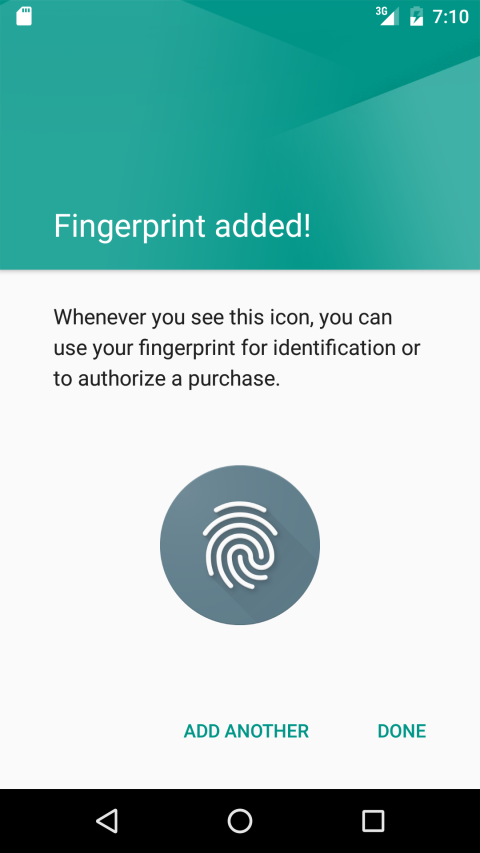 3G 7:10
Fingerprint added!
Whenever you see this icon, you can
use your fingerprint for identification or
to authorize a purchase.
ADD ANOTHER DONE